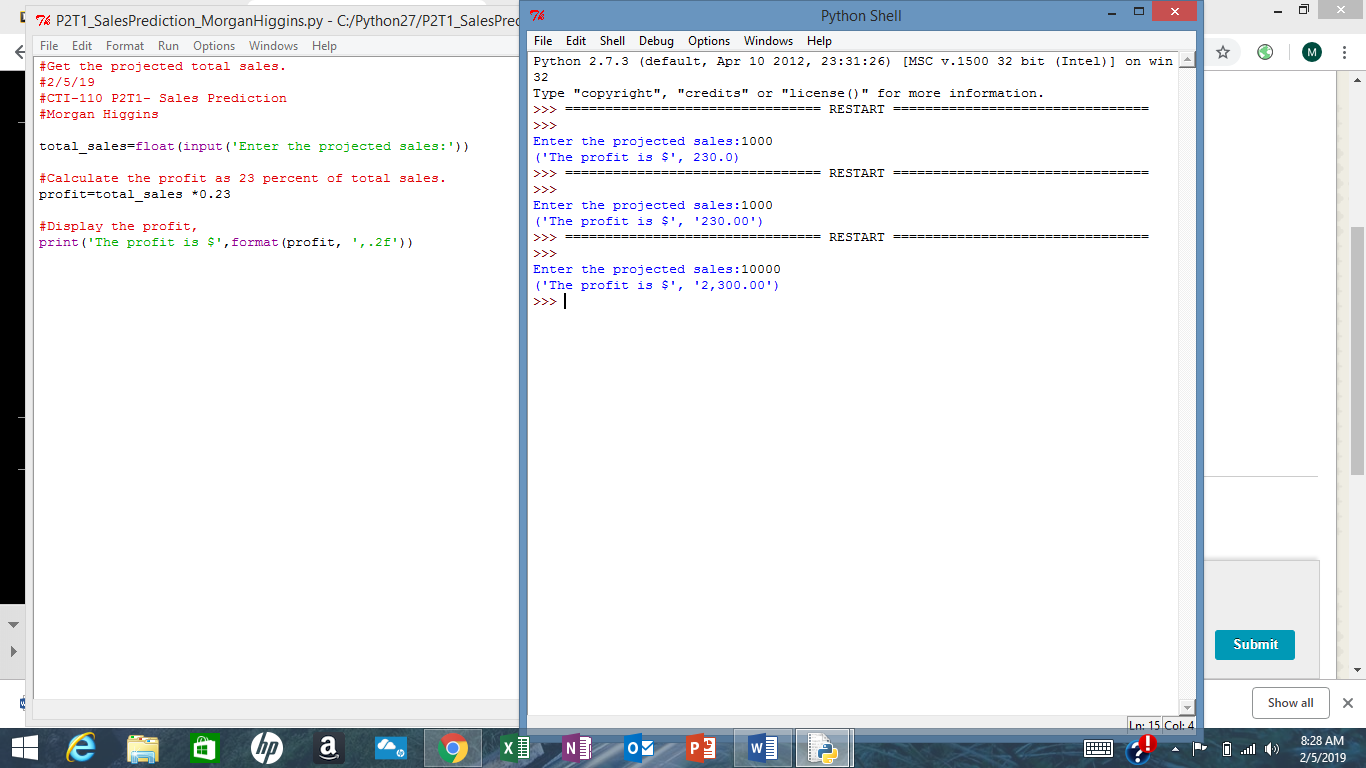 P2T1_SalesPrediction_MorganHiggins.py - C:/Python27/P2T1_SalesPred
File Edit Format Run Options Windows Help
#Get the projected total sales.
#2/5/19
#CTI-110 P2T1- Sales Prediction
#Morgan Higgins
total_sales=float(input('Enter the projected sales:'))
#Calculate the profit as 23 percent of total sales.
profit=total_sales *0.23
#Display the profit,
print('The profit is $',format(profit, ',.2f'))
Python Shell
File Edit Shell Debug Options Windows Help
Python 2.7.3 (default, Apr 10 2012, 23:31:26) [MSC v.1500 32 bit (Intel)] on win
32
Type "copyright", "credits" or "license()" for more information.
>>> ================================ RESTART ================================
>>>
Enter the projected sales:1000
('The profit is $', 230.0)
>>> ================================ RESTART ================================
>>>
Enter the projected sales:1000
('The profit is $', '230.00')
>>> ================================ RESTART ================================
>>>
Enter the projected sales:10000
('The profit is $', '2,300.00')
>>>
Ln: 15 Col: 4
M
Submit
Show all
hp
a
8:28 AM
2/5/2019